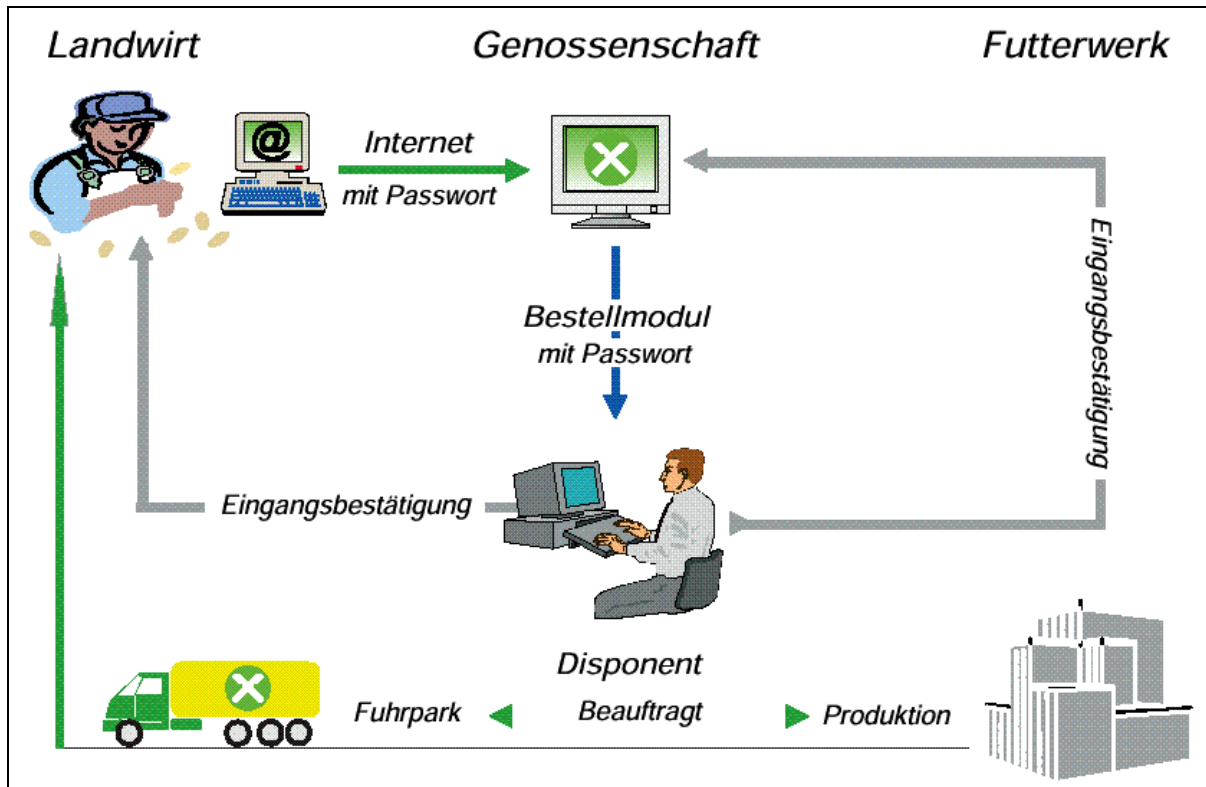 Landwirt
Genossenschaft
Futterwerk
@
Internet
mit Passwort
Bestellmodul
mit Passwort
Eingangsbestätigung
Eingangsbestätigung
Disponent
Fuhrpark
Beauftragt
Produktion